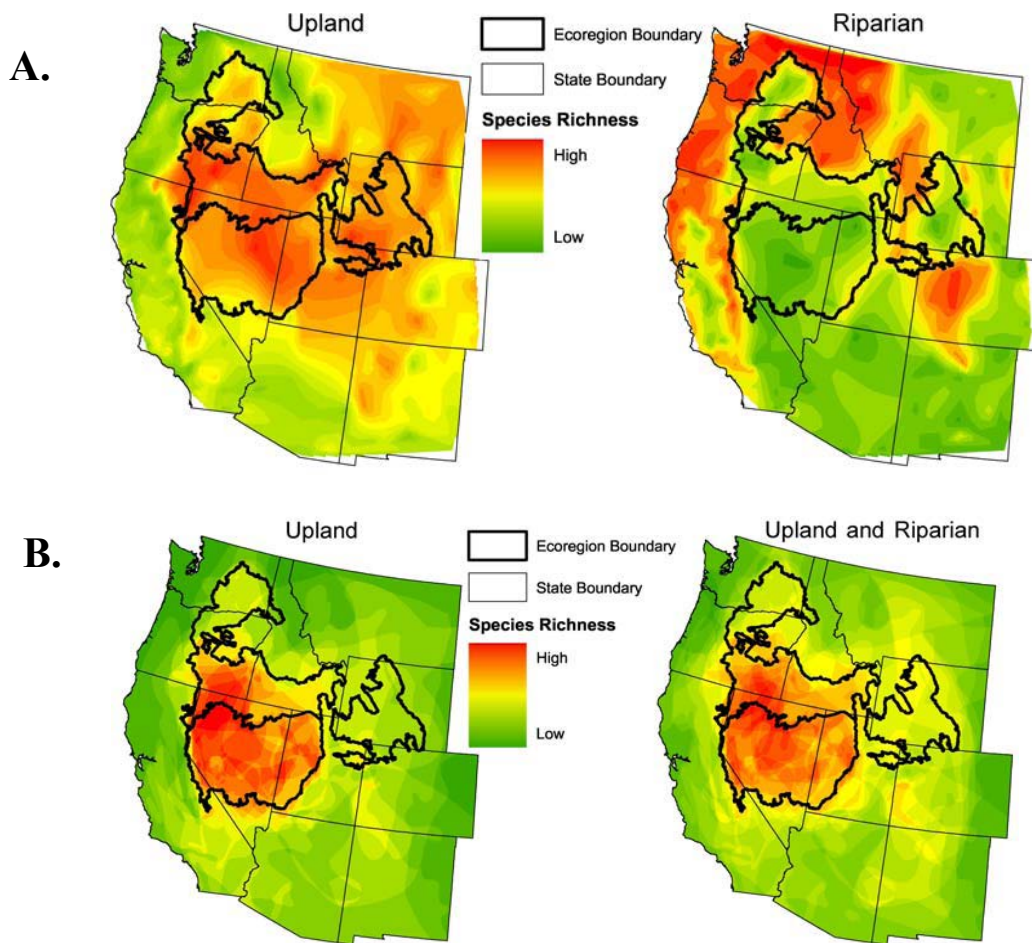 A.
Upland
Ecoregion Boundary
State Boundary
Species Richness
High
Low
Riparian
B.
Upland
Ecoregion Boundary
State Boundary
Species Richness
High
Low
Upland and Riparian